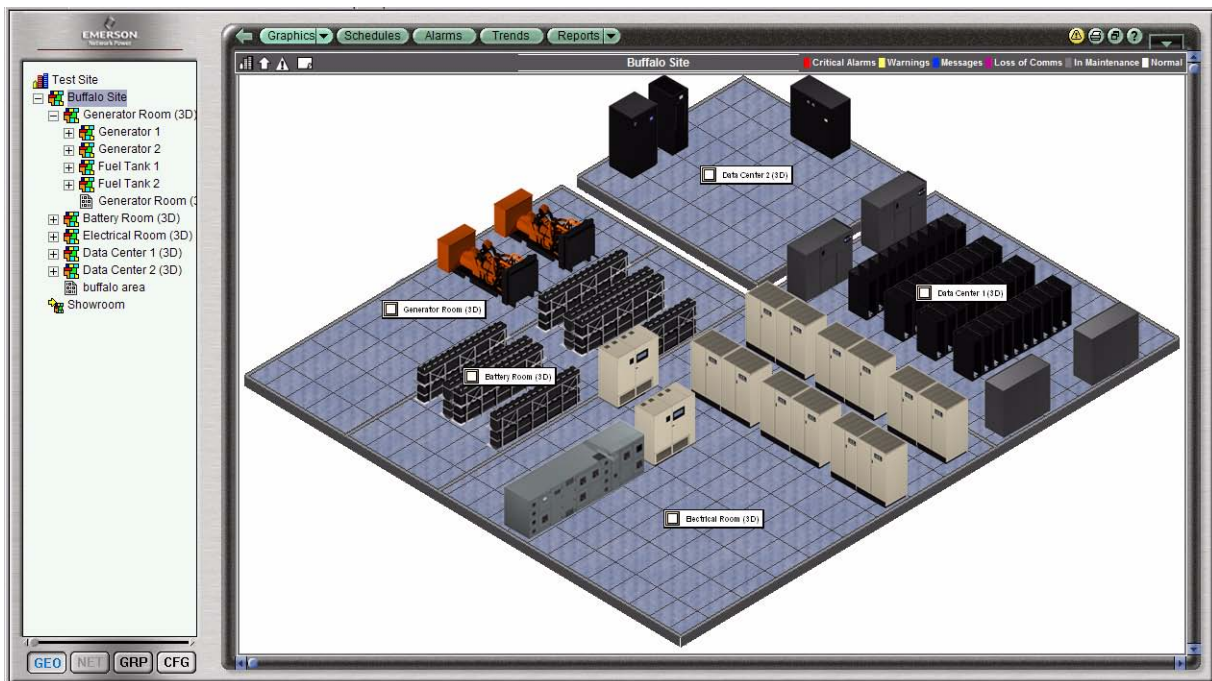 EMERSON
Network Power
Graphics Schedules Alarms Trends Reports
?
Buffalo Site
Critical Alarms Warnings Messages Loss of Comms In Maintenance Normal
Test Site
Buffalo Site
Generator Room (3D)
Generator 1
Generator 2
Fuel Tank 1
Fuel Tank 2
Generator Room (3
Battery Room (3D)
Electrical Room (3D)
Data Center 1 (3D)
Data Center 2 (3D)
buffalo area
Showroom
Data Center 2 (3D)
Data Center 1 (3D)
Generator Room (3D)
Battery Room (3D)
Electrical Room (3D)
GEO NET GRP CFG